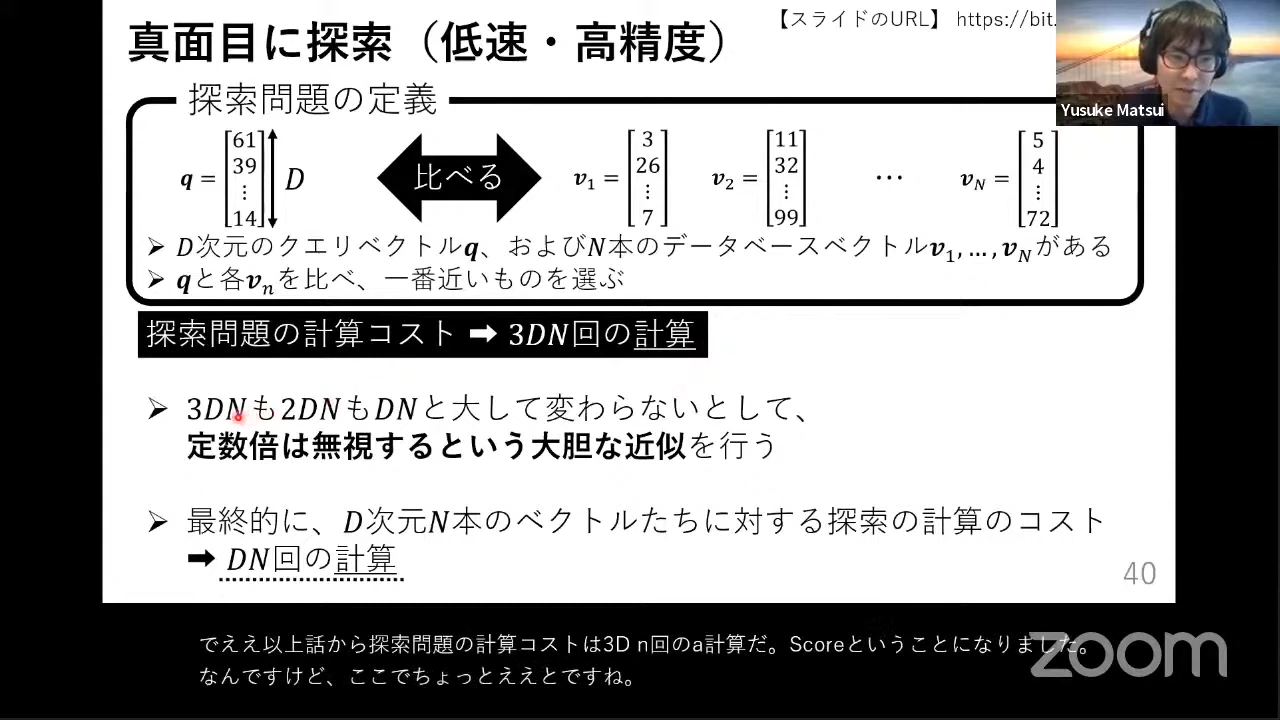 真面目に探索（低速・高精度）
【スライドのURL】 https://bit.
Yusuke Matsui
探索問題の定義
q = [61 39 ⋮ 14] D 比べる v1 = [3 26 ⋮ 7] v2 = [11 32 ⋮ 99] … vN = [5 4 ⋮ 72]
➢ D次元のクエリベクトルq、およびN本のデータベースベクトルv1, …, vNがある
➢ qと各vnを比べ、一番近いものを選ぶ
探索問題の計算コスト ➡ 3DN回の計算
➢ 3DNも2DNもDNと大して変わらないとして、
定数倍は無視するという大胆な近似を行う
➢ 最終的に、D次元N本のベクトルたちに対する探索の計算のコスト
➡ DN回の計算
40
でええ以上話から探索問題の計算コストは3D n回のa計算だ。Scoreということになりました。
なんですけど、ここでちょっとええとですね。
zoom